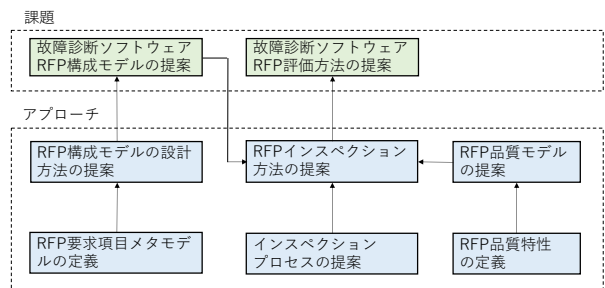 課題
故障診断ソフトウェア
RFP構成モデルの提案
故障診断ソフトウェア
RFP評価方法の提案
アプローチ
RFP構成モデルの設計
方法の提案
RFPインスペクション
方法の提案
RFP品質モデル
の提案
RFP要求項目メタモデ
ルの定義
インスペクション
プロセスの提案
RFP品質特性
の定義